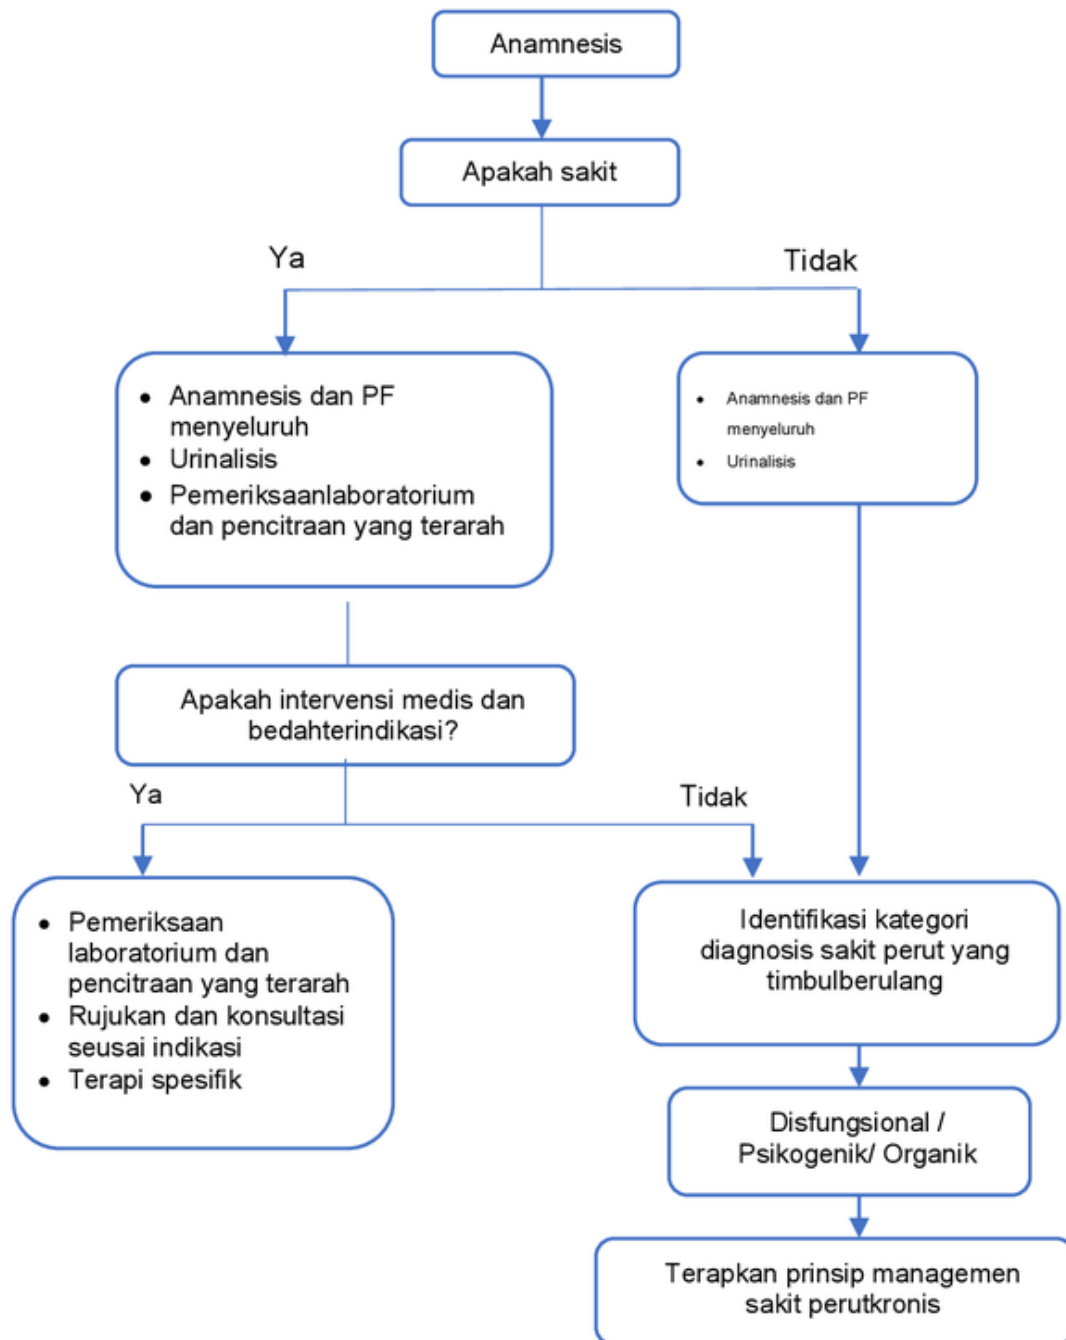 Anamnesis
Apakah sakit
Ya
Tidak
• Anamnesis dan PF
menyeluruh
• Urinalisis
• Pemeriksaanlaboratorium
dan pencitraan yang terarah
• Anamnesis dan PF
menyeluruh
• Urinalisis
Apakah intervensi medis dan
bedahterindikasi?
Ya
Tidak
• Pemeriksaan
laboratorium dan
pencitraan yang terarah
• Rujukan dan konsultasi
seusai indikasi
• Terapi spesifik
Identifikasi kategori
diagnosis sakit perut yang
timbulberulang
Disfungsional /
Psikogenik/ Organik
Terapkan prinsip managemen
sakit perutkronis